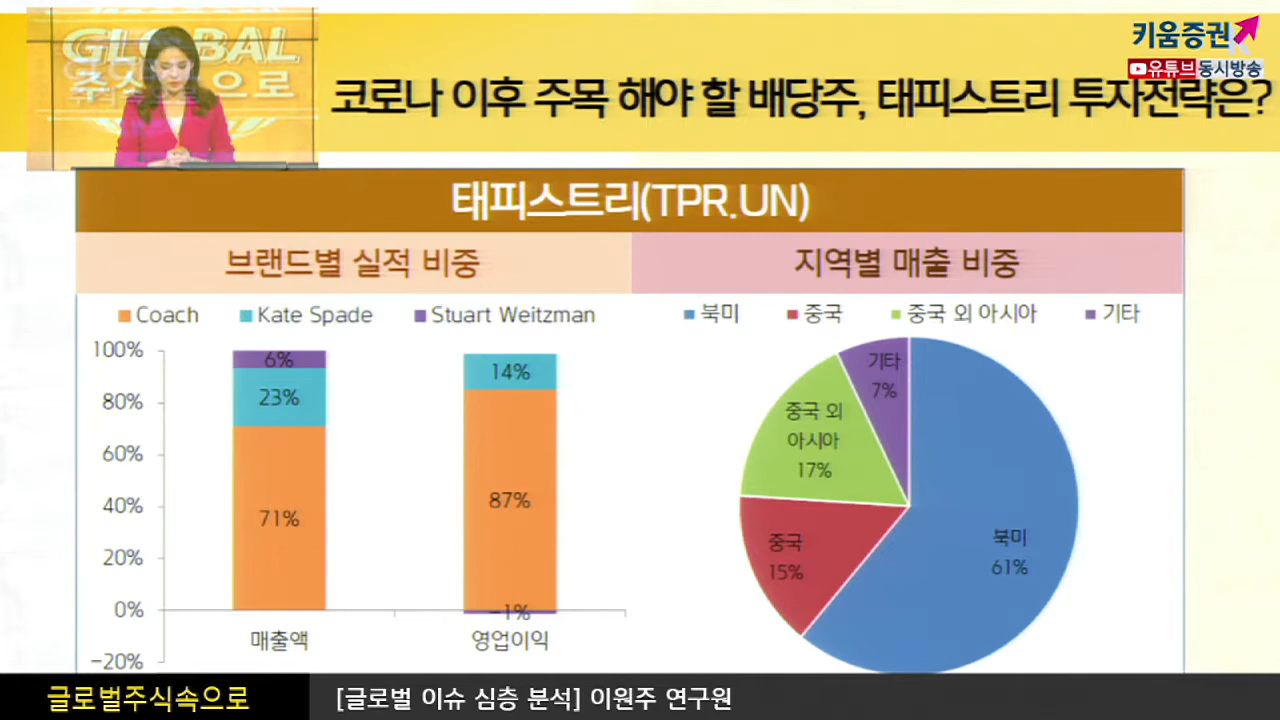 GLOBAL
주식속으로
키움증권
유튜브 동시방송
코로나 이후 주목 해야 할 배당주, 태피스트리 투자전략은?
태피스트리(TPR.UN)
브랜드별 실적 비중
지역별 매출 비중
Coach Kate Spade Stuart Weitzman
북미 중국 중국 외 아시아 기타
100%
80%
60%
40%
20%
0%
-20%
6%
23%
71%
매출액
14%
87%
-1%
영업이익
기타
7%
중국 외
아시아
17%
중국
15%
북미
61%
글로벌주식속으로
[글로벌 이슈 심층 분석] 이원주 연구원